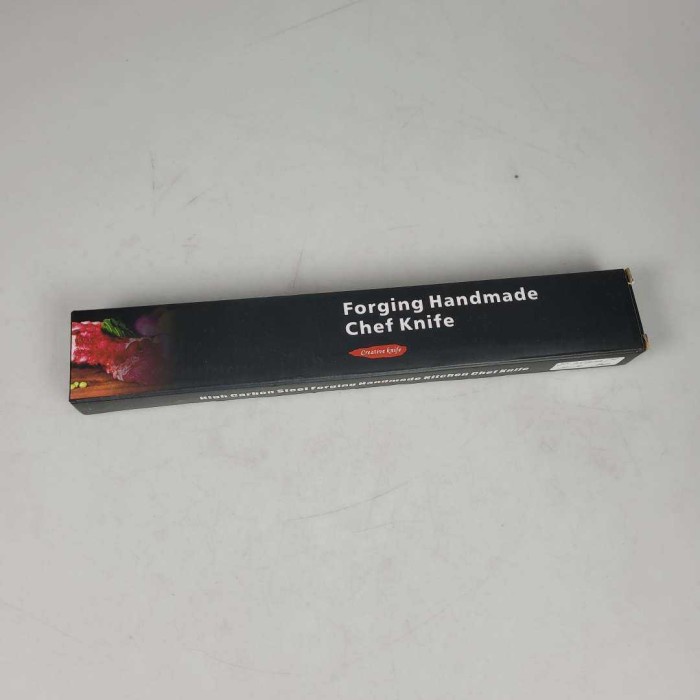 Forging Handmade
Chef Knife
Creative knife
High Carbon Steel Forging Handmade Kitchen Chef Knife